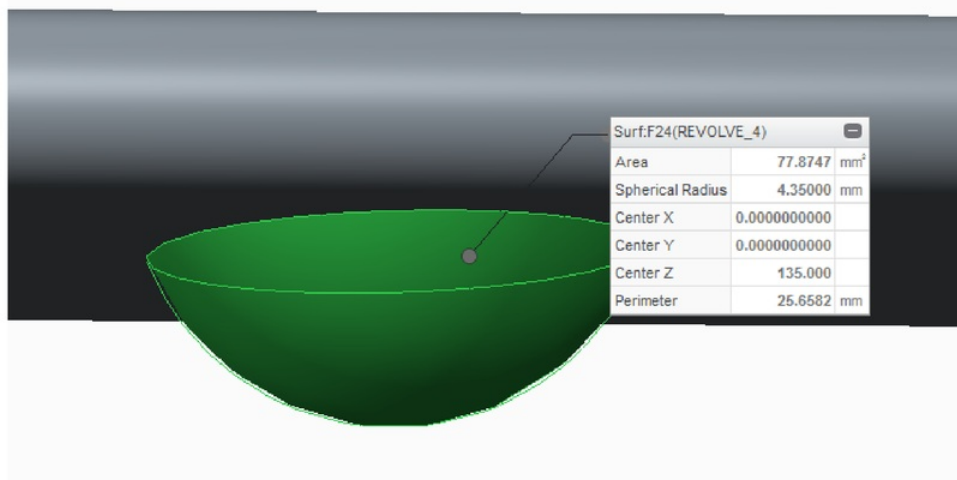 Surf:F24(REVOLVE_4)
Area 77.8747 mm²
Spherical Radius 4.35000 mm
Center X 0.0000000000
Center Y 0.0000000000
Center Z 135.000
Perimeter 25.6582 mm